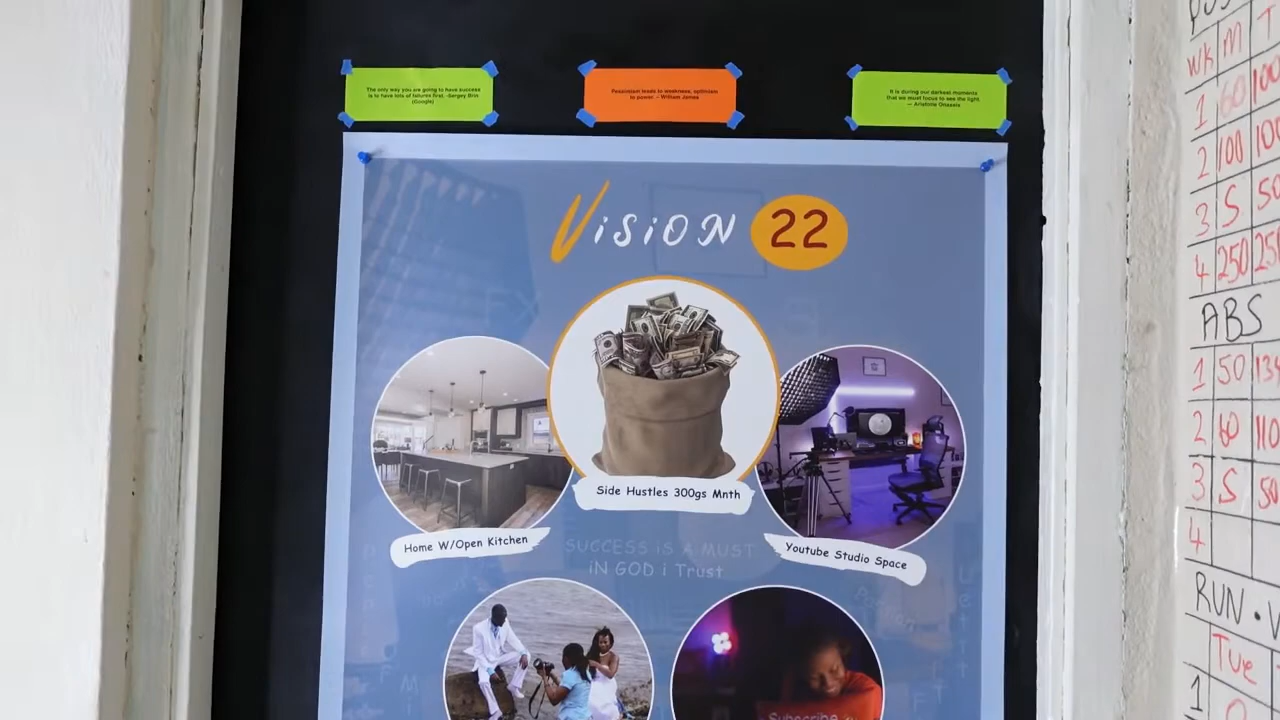 The only way you are going to have success
is to have lots of failures first. -Sergey Brin
(Google)
Pessimism leads to weakness, optimism
to power. – William James
It is during our darkest moments
that we must focus to see the light.
— Aristotle Onassis
VISION 22
Side Hustles 300gs Mnth
Home W/Open Kitchen
Youtube Studio Space
SUCCESS iS A MUST
iN GOD i Trust
Subscribe
WK M T
1 60 100
2 100 100
3 S 50
4 250 250
ABS
1 50
2 60 110
3 S 50
4
RUN
Tue
1